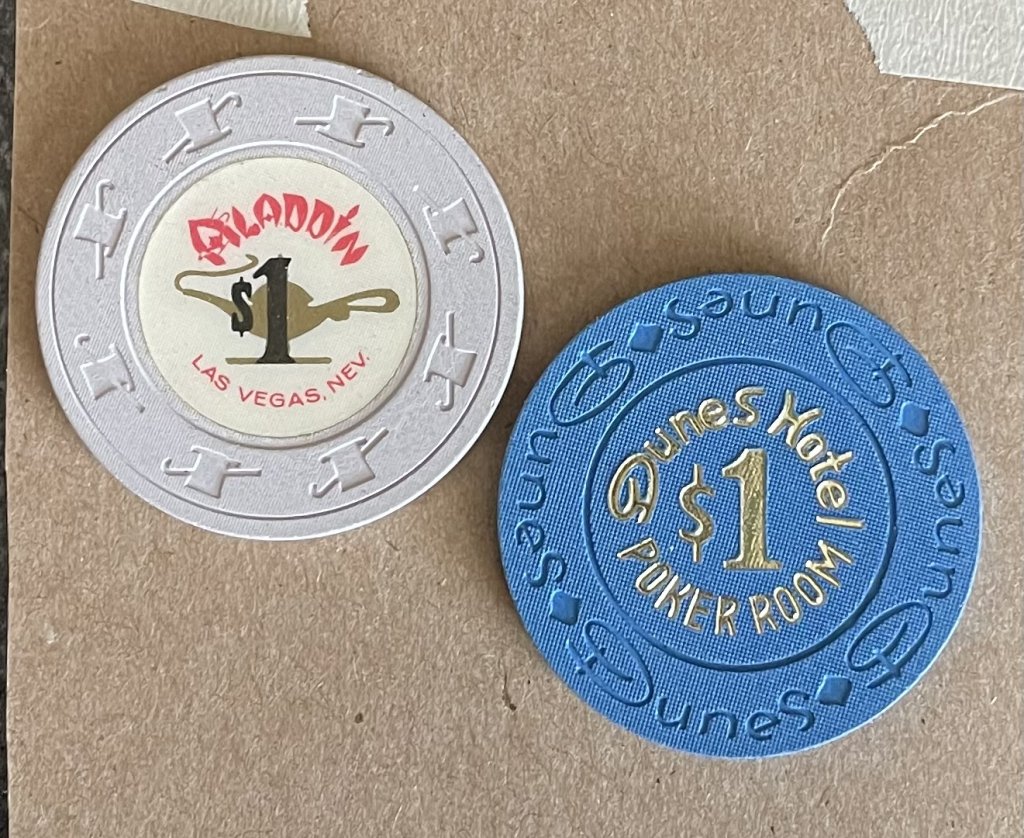 ALADDIN
$1
LAS VEGAS, NEV.
Dunes Hotel
$1
POKER ROOM
Dunes
Dunes
Dunes
Dunes